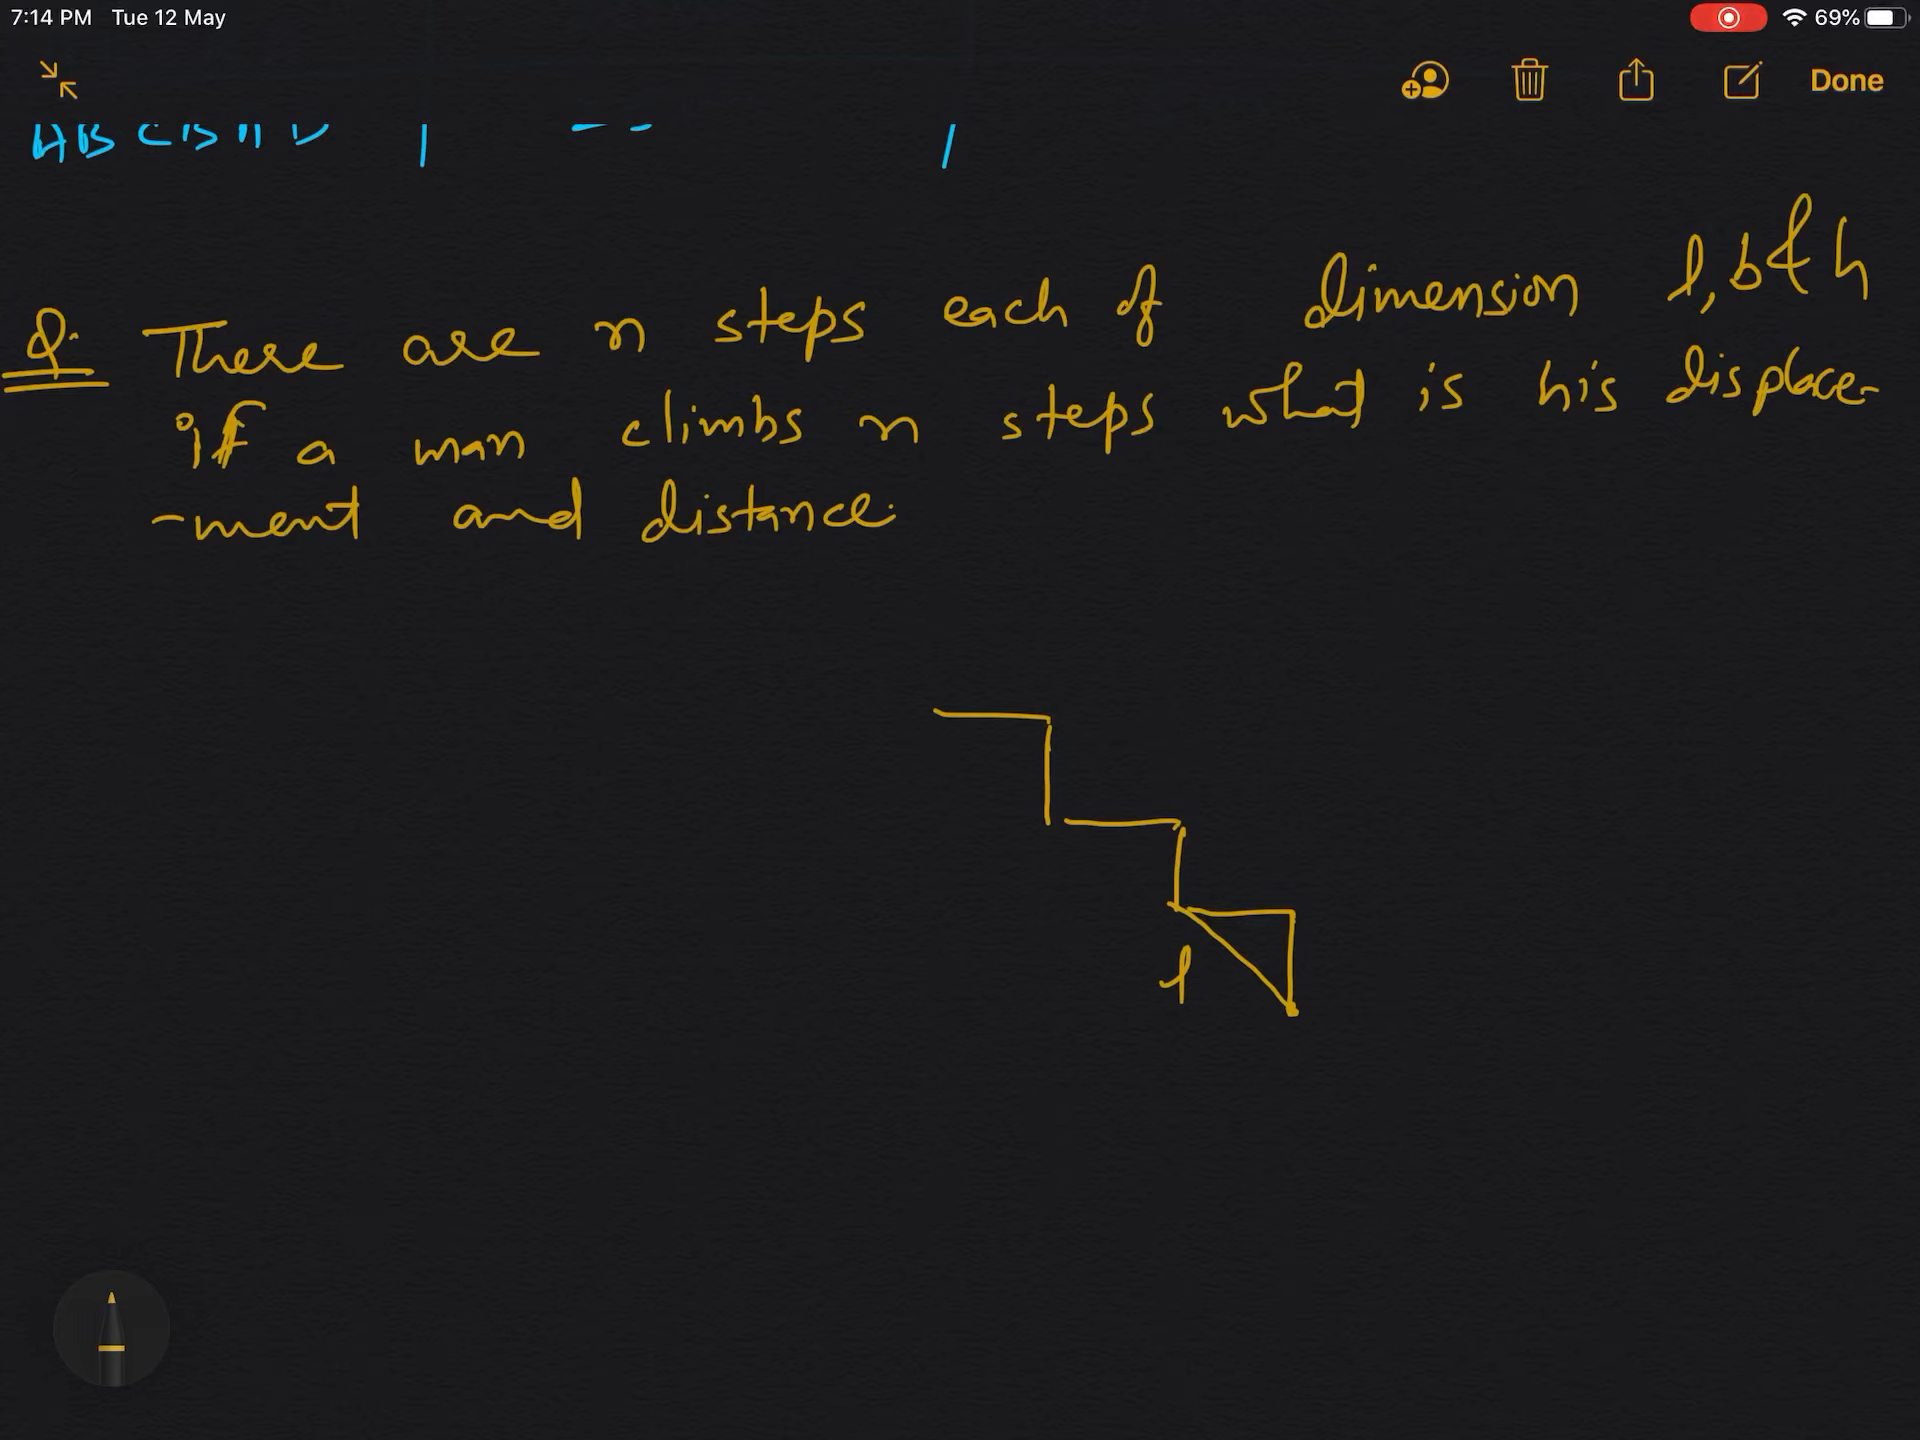 7:14 PM Tue 12 May 69%
Done
Q. There are n steps each of dimension l, b & h
if a man climbs n steps what is his displace-
-ment and distance.
l